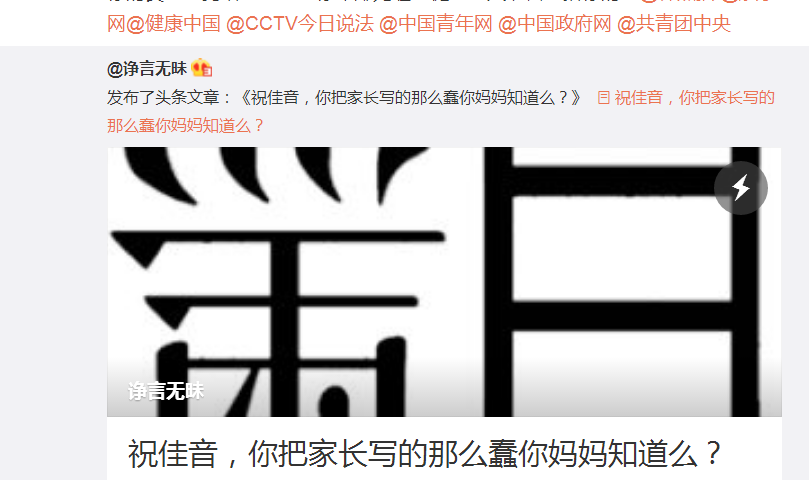 网@健康中国 @CCTV今日说法 @中国青年网 @中国政府网 @共青团中央
@诤言无昧
发布了头条文章：《祝佳音，你把家长写的那么蠢你妈妈知道么？》 祝佳音，你把家长写的
那么蠢你妈妈知道么？
诤言无昧
祝佳音，你把家长写的那么蠢你妈妈知道么？